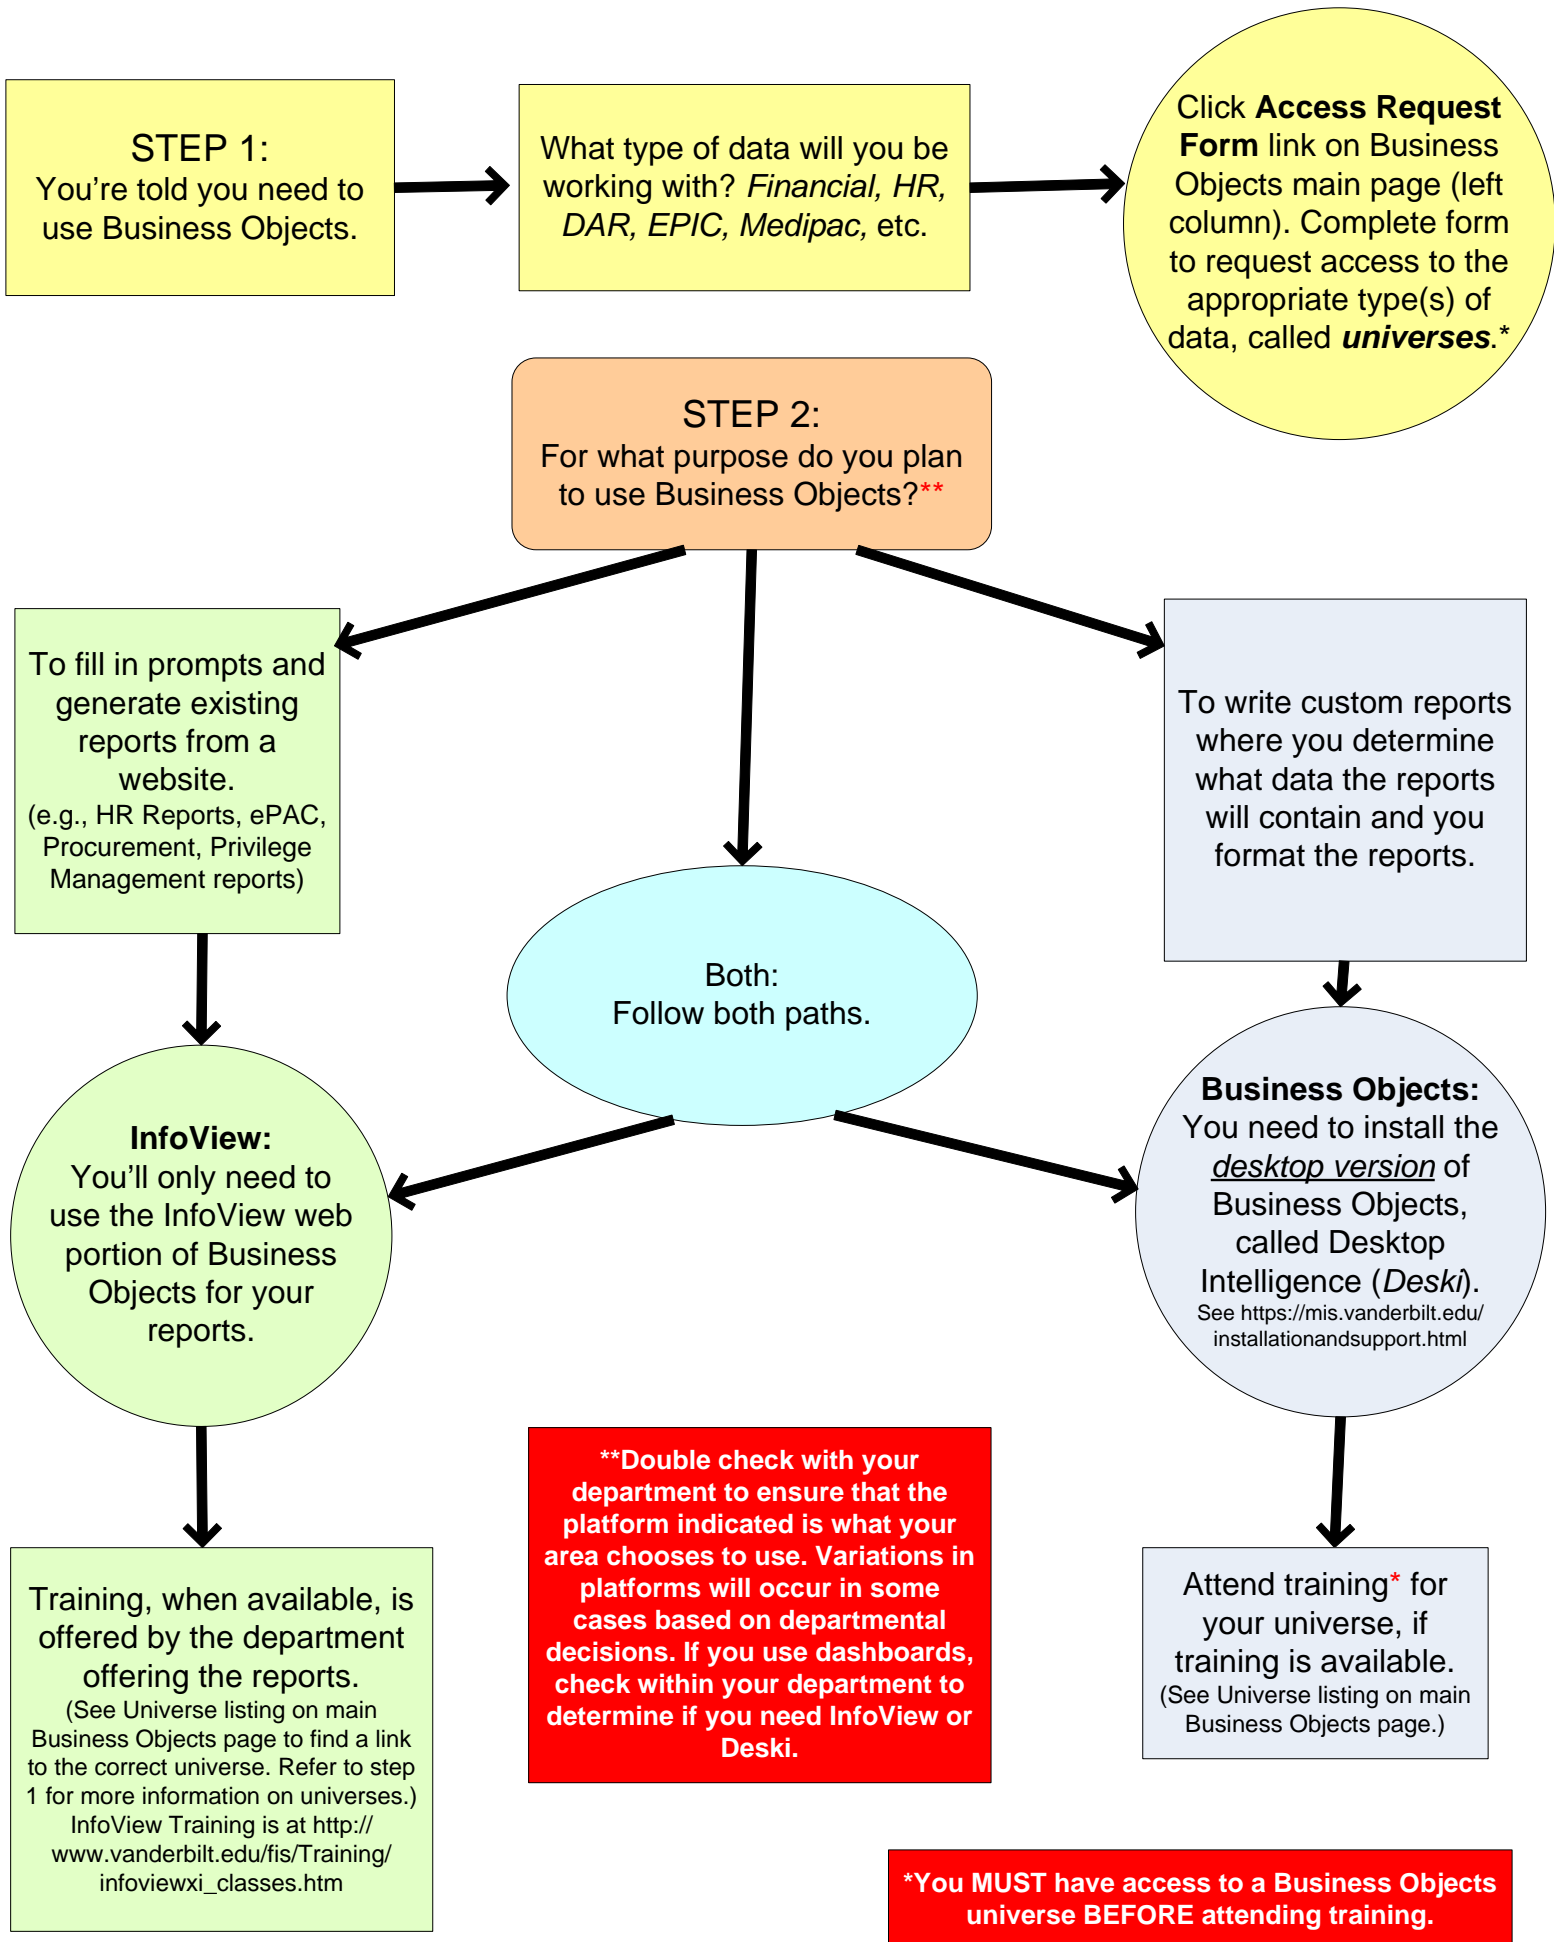 STEP 1:
You're told you need to
use Business Objects.
What type of data will you be
working with? Financial, HR,
DAR, EPIC, Medipac, etc.
Click Access Request
Form link on Business
Objects main page (left
column). Complete form
to request access to the
appropriate type(s) of
data, called universes.*
STEP 2:
For what purpose do you plan
to use Business Objects?**
To fill in prompts and
generate existing
reports from a
website.
(e.g., HR Reports, ePAC,
Procurement, Privilege
Management reports)
To write custom reports
where you determine
what data the reports
will contain and you
format the reports.
Both:
Follow both paths.
InfoView:
You'll only need to
use the InfoView web
portion of Business
Objects for your
reports.
Business Objects:
You need to install the
desktop version of
Business Objects,
called Desktop
Intelligence (Deski).
See https://mis.vanderbilt.edu/
installationandsupport.html
**Double check with your
department to ensure that the
platform indicated is what your
area chooses to use. Variations in
platforms will occur in some
cases based on departmental
decisions. If you use dashboards,
check within your department to
determine if you need InfoView or
Deski.
Training, when available, is
offered by the department
offering the reports.
(See Universe listing on main
Business Objects page to find a link
to the correct universe. Refer to step
1 for more information on universes.)
InfoView Training is at http://
www.vanderbilt.edu/fis/Training/
infoviewxi_classes.htm
Attend training* for
your universe, if
training is available.
(See Universe listing on main
Business Objects page.)
*You MUST have access to a Business Objects
universe BEFORE attending training.